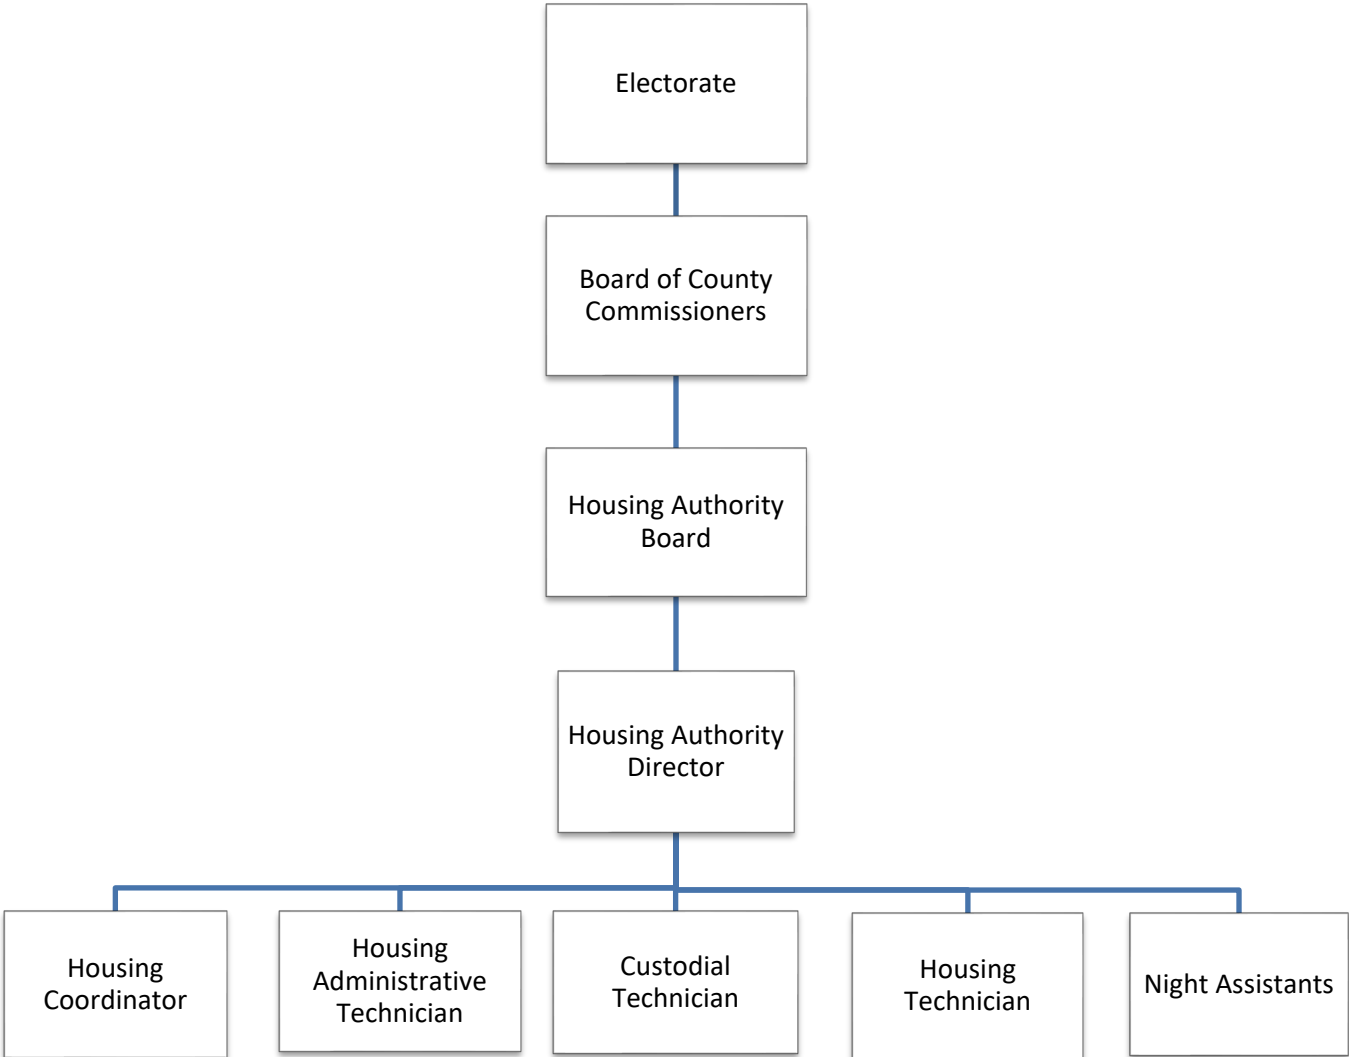 Electorate
Board of County
Commissioners
Housing Authority
Board
Housing Authority
Director
Housing
Coordinator
Housing
Administrative
Technician
Custodial
Technician
Housing
Technician
Night Assistants